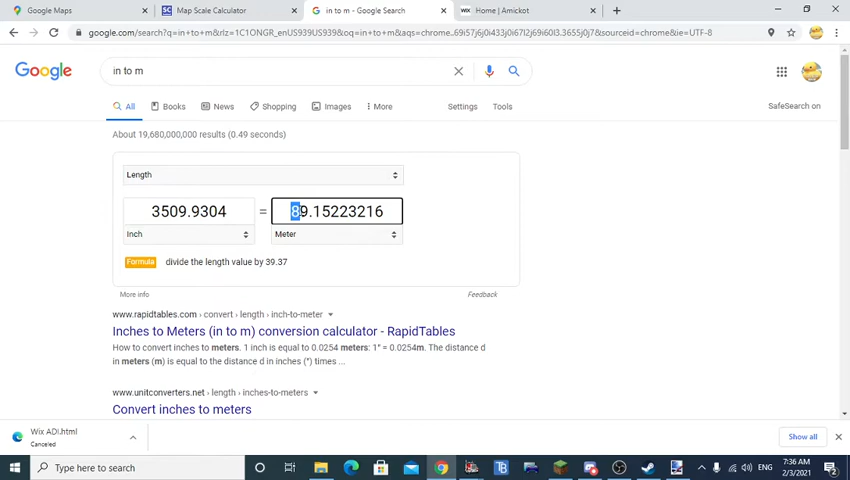 Google Maps
Map Scale Calculator
in to m - Google Search
WIX Home | Amickot
google.com/search?q=in+to+m&rlz=1C1ONGR_enUS939US939&oq=in+to+m&aqs=chrome..69i57j6j0i433j0i67l2j69i60l3.3655j0j7&sourceid=chrome&ie=UTF-8
Google
in to m
All
Books
News
Shopping
Images
More
Settings
Tools
SafeSearch on
About 19,680,000,000 results (0.49 seconds)
Length
3509.9304 = 89.15223216
Inch
Meter
Formula divide the length value by 39.37
More info
Feedback
www.rapidtables.com › convert › length › inch-to-meter
Inches to Meters (in to m) conversion calculator - RapidTables
How to convert inches to meters. 1 inch is equal to 0.0254 meters: 1″ = 0.0254m. The distance d
in meters (m) is equal to the distance d in inches (″) times ...
www.unitconverters.net › length › inches-to-meters
Convert inches to meters
Wix ADI.html
Canceled
Show all
Type here to search
ENG
7:36 AM
2/3/2021